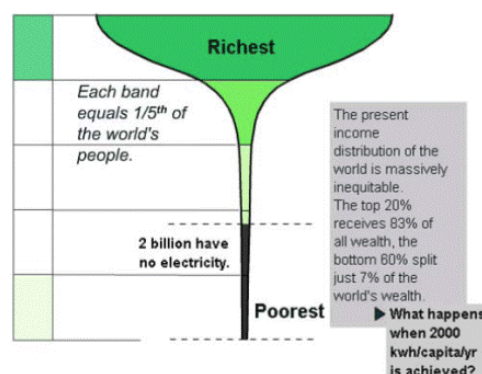 Richest
Each band
equals 1/5th of
the world's
people.
The present
income
distribution of the
world is massively
inequitable.
The top 20%
receives 83% of
all wealth, the
bottom 60% split
just 7% of the
world's wealth.
2 billion have
no electricity.
Poorest
What happens
when 2000
kwh/capita/yr
is achieved?